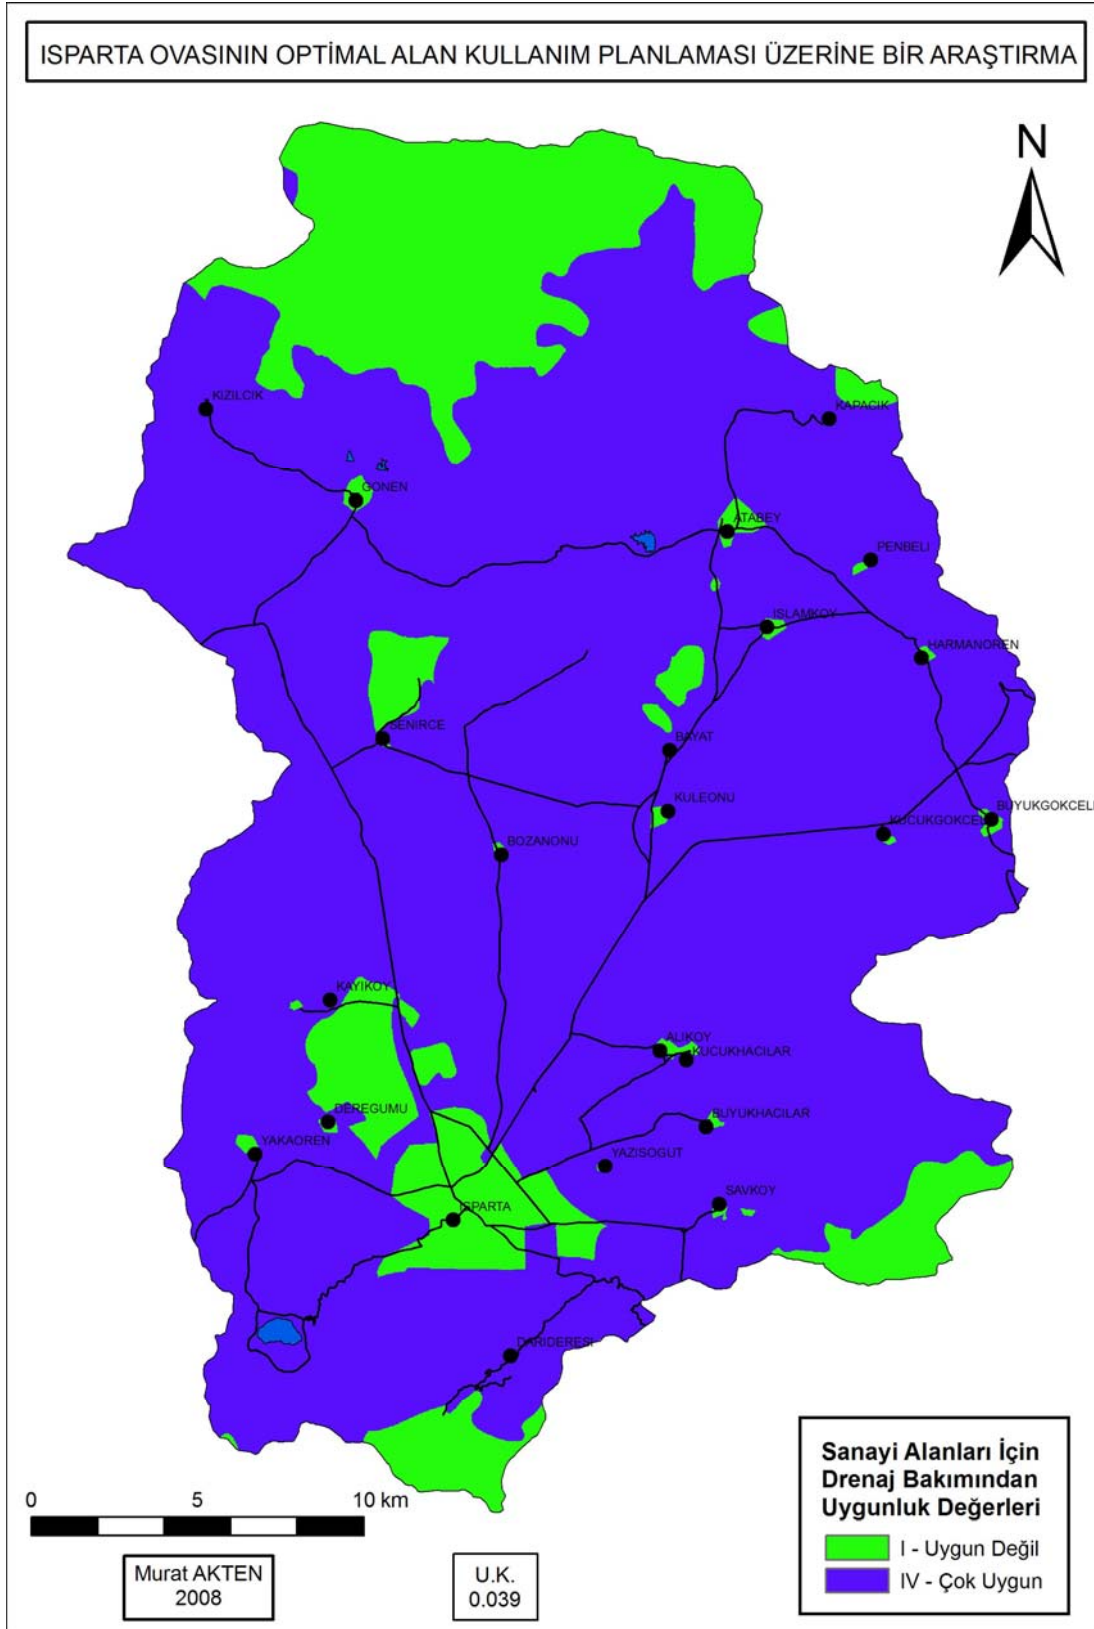 ISPARTA OVASININ OPTİMAL ALAN KULLANIM PLANLAMASI ÜZERİNE BİR ARAŞTIRMA
N
KIZILCIK
KAPACIK
GONEN
ATABEY
PENBELI
ISLAMKOY
HARMANOREN
SENIRCE
BAYAT
KULEONU
BUYUKGOKCELI
KUCUKGOKCELI
BOZANONU
KAYIKOY
ALIKOY
KUCUKHACILAR
DEREGUMU
BUYUKHACILAR
YAKAOREN
YAZISOGUT
SAVKOY
ISPARTA
DARIDERESI
Sanayi Alanları İçin
Drenaj Bakımından
Uygunluk Değerleri
I - Uygun Değil
IV - Çok Uygun
0 5 10 km
Murat AKTEN
2008
U.K.
0.039